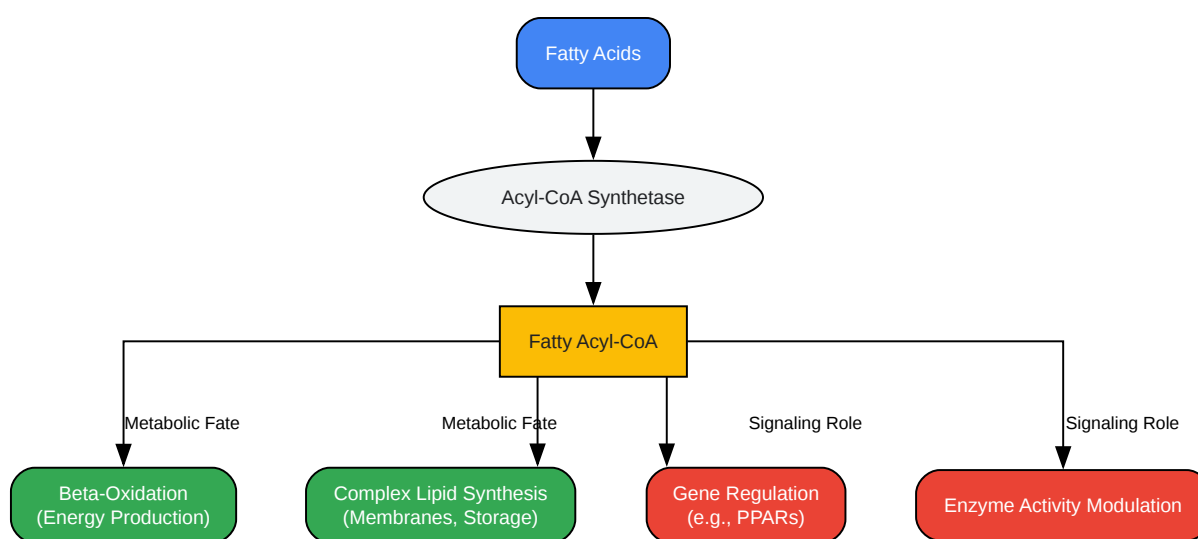 Fatty Acids
Acyl-CoA Synthetase
Fatty Acyl-CoA
Metabolic Fate
Metabolic Fate
Signaling Role
Signaling Role
Beta-Oxidation
(Energy Production)
Complex Lipid Synthesis
(Membranes, Storage)
Gene Regulation
(e.g., PPARs)
Enzyme Activity Modulation